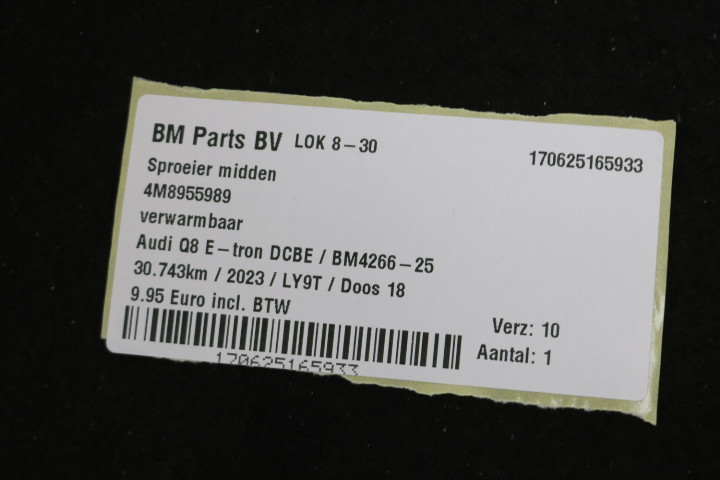 BM Parts BV LOK 8-30 170625165933
Sproeier midden
4M8955989
verwarmbaar
Audi Q8 E-tron DCBE / BM4266-25
30.743km / 2023 / LY9T / Doos 18
9.95 Euro incl. BTW
Verz: 10
Aantal: 1
170625165933